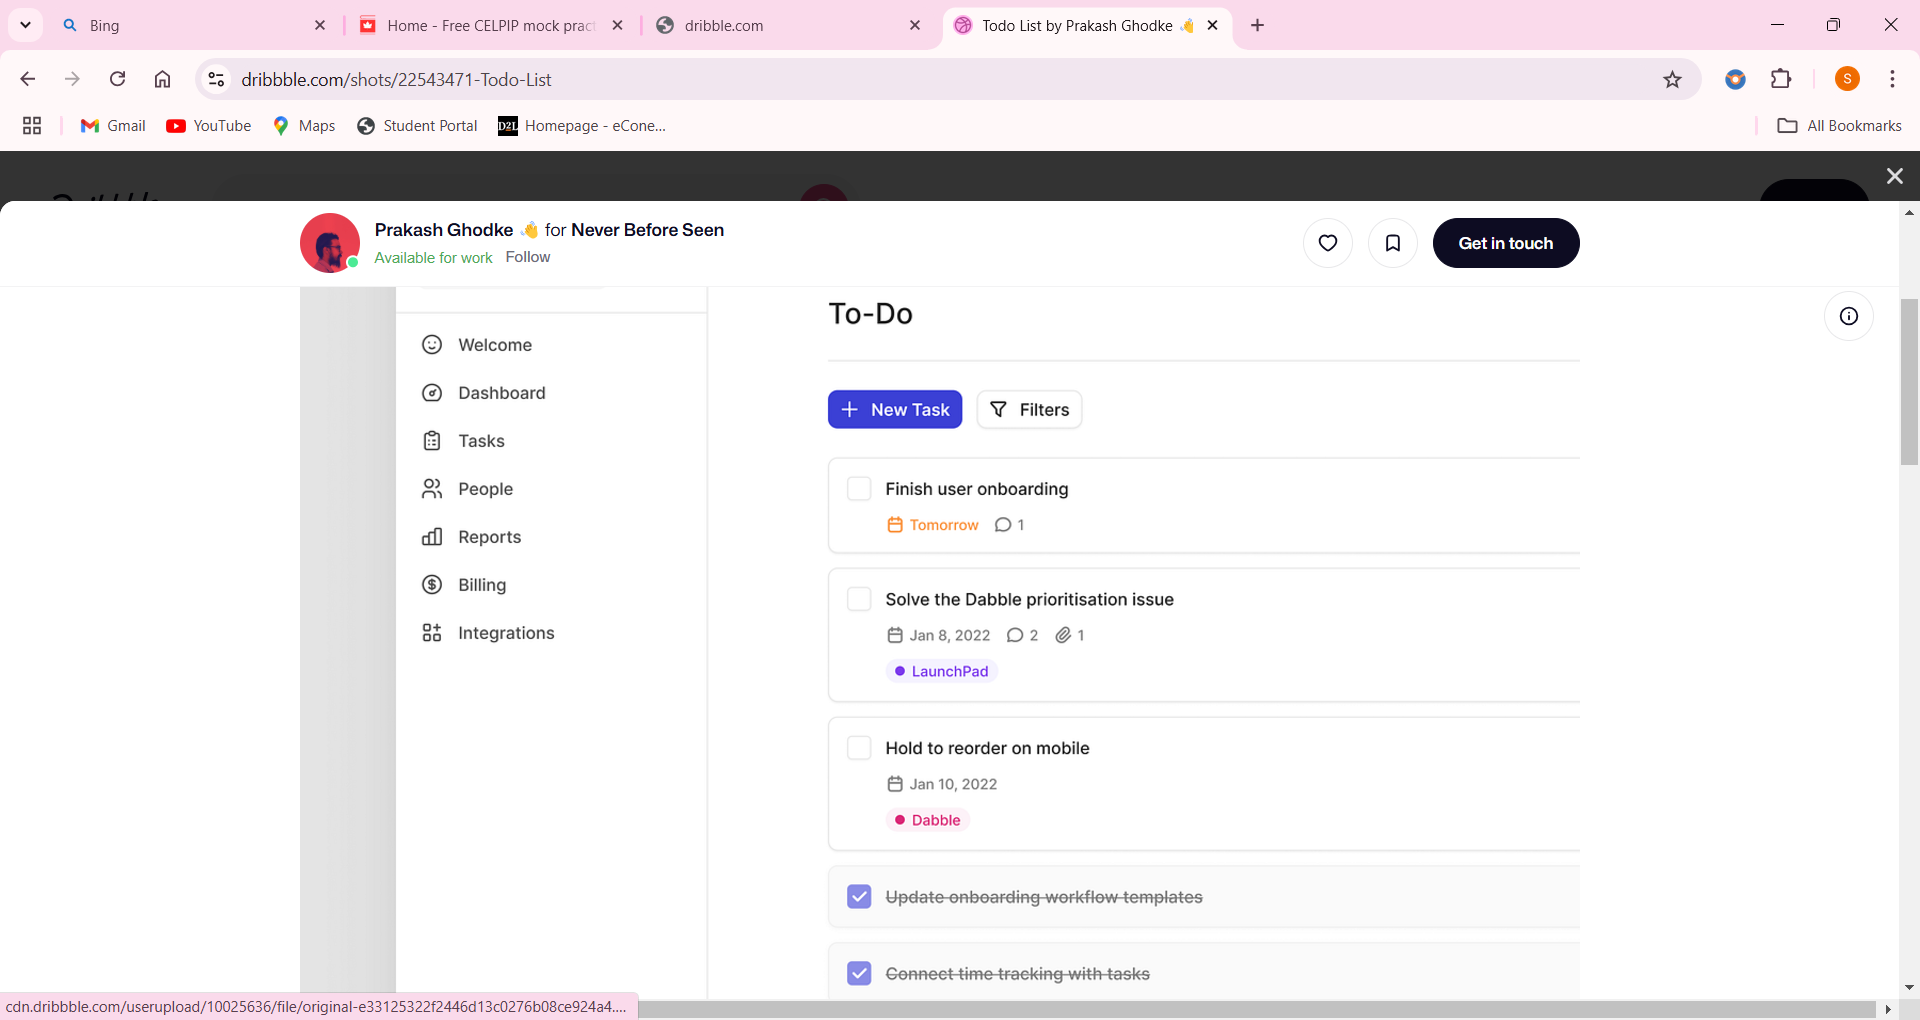 Bing
Home - Free CELPIP mock pract
dribble.com
Todo List by Prakash Ghodke 👋
dribbble.com/shots/22543471-Todo-List
S
Gmail
YouTube
Maps
Student Portal
D2L
Homepage - eCone...
All Bookmarks
Prakash Ghodke 👋 for Never Before Seen
Available for work Follow
Get in touch
To-Do
Welcome
Dashboard
Tasks
People
Reports
Billing
Integrations
+ New Task
Filters
Finish user onboarding
Tomorrow 1
Solve the Dabble prioritisation issue
Jan 8, 2022 2 1
LaunchPad
Hold to reorder on mobile
Jan 10, 2022
Dabble
Update onboarding workflow templates
Connect time tracking with tasks
cdn.dribbble.com/userupload/10025636/file/original-e33125322f2446d13c0276b08ce924a4....